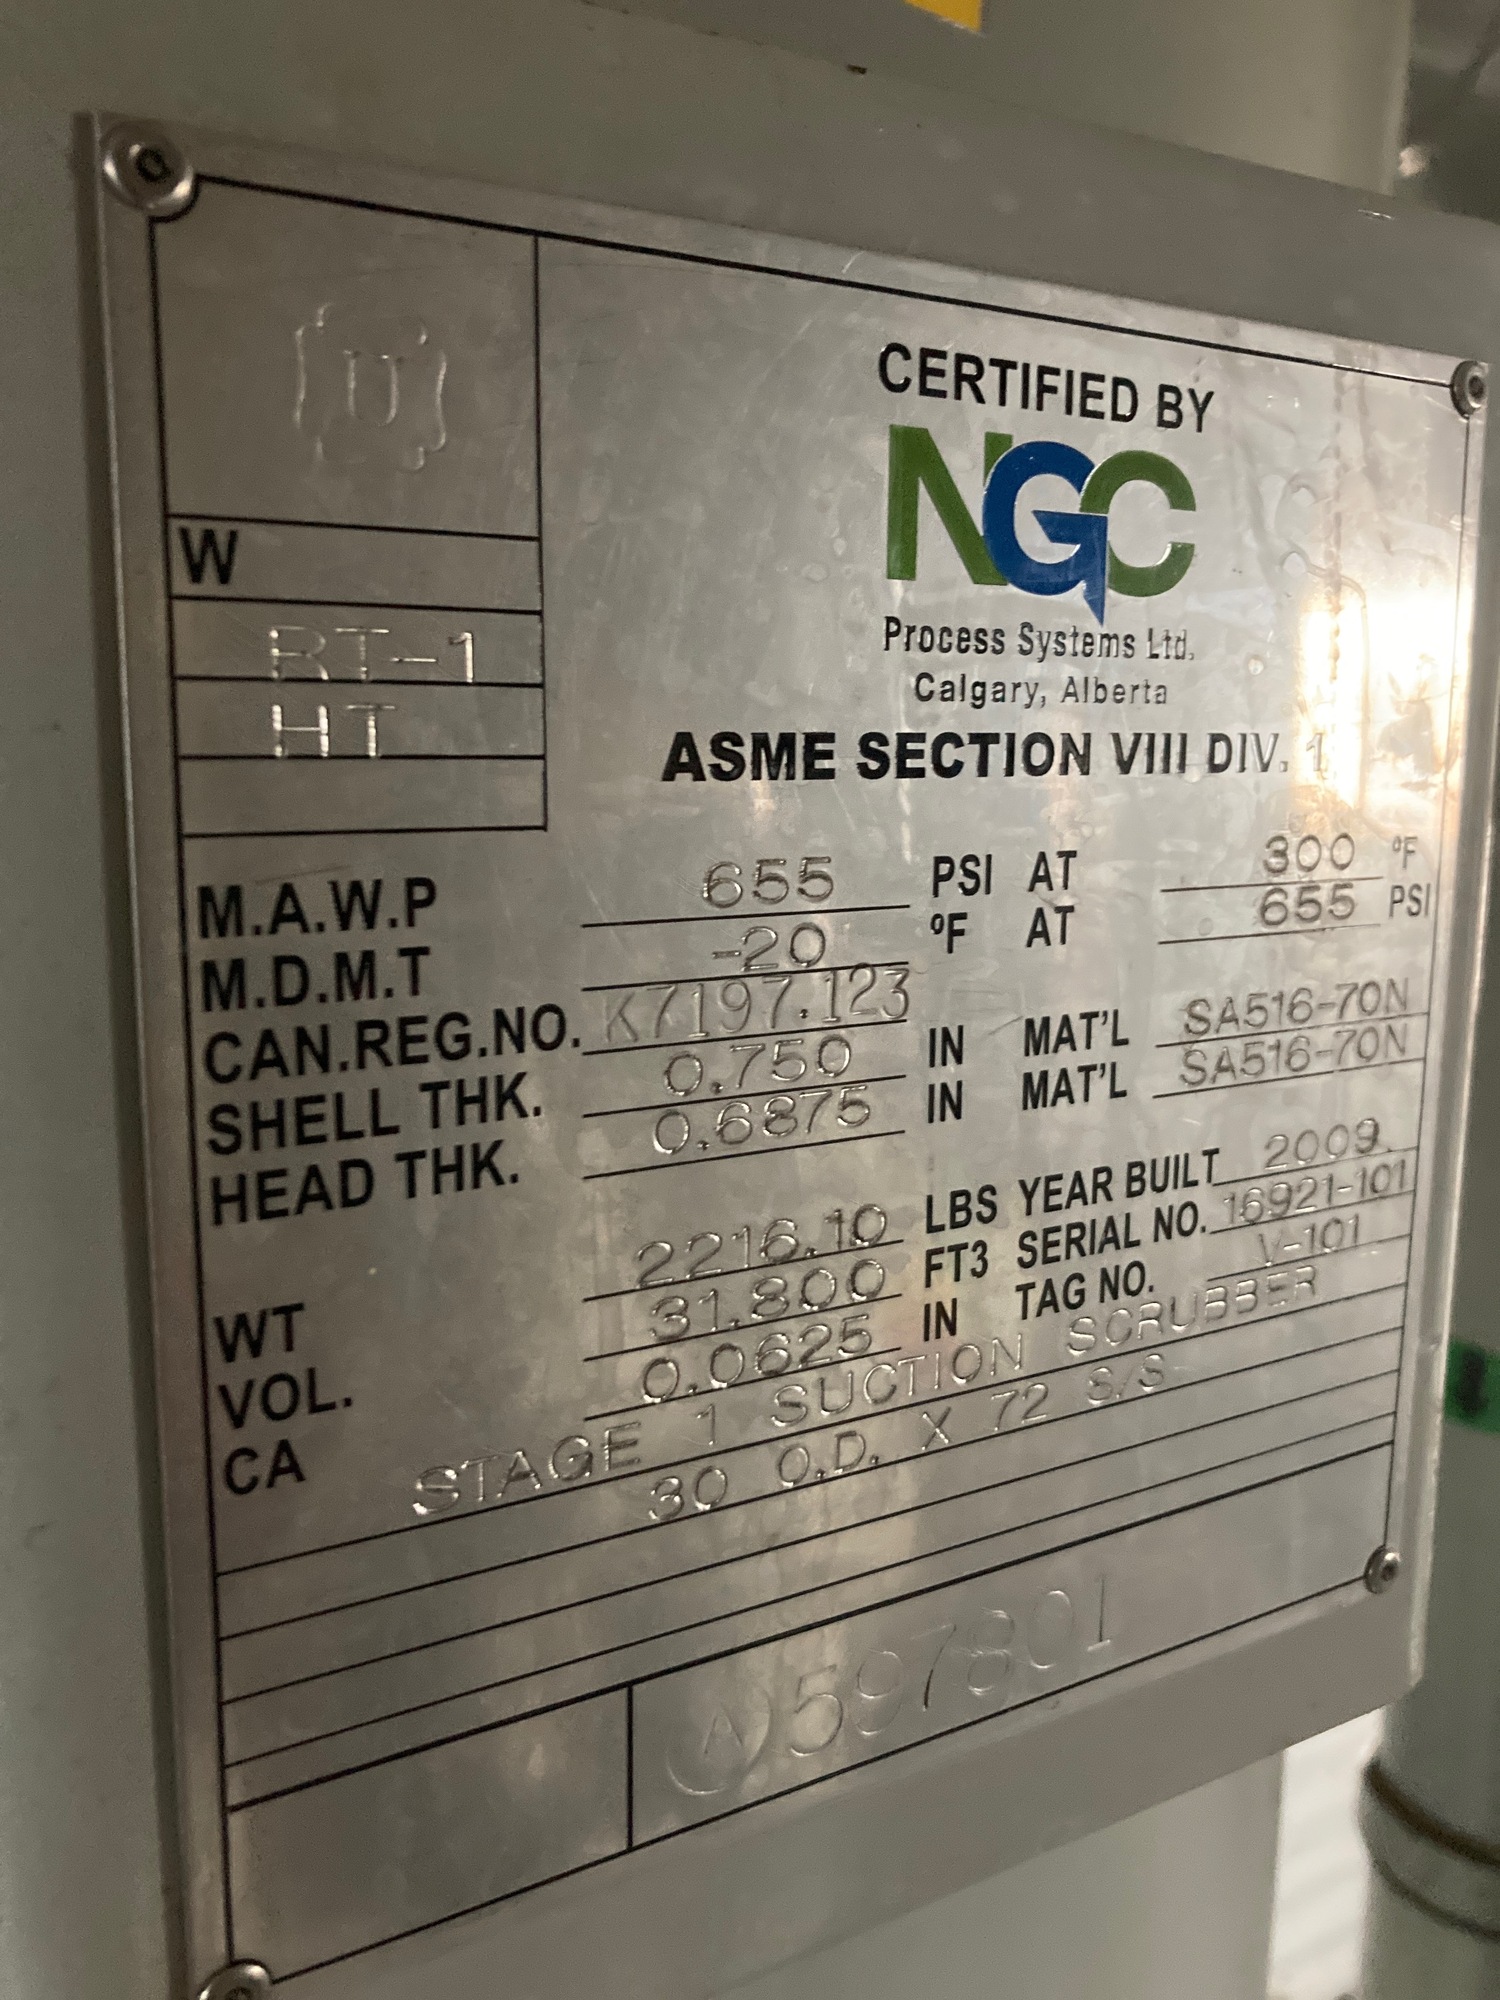 U
CERTIFIED BY
NGC
Process Systems Ltd.
Calgary, Alberta
W
RT-1
HT
ASME SECTION VIII DIV. 1
M.A.W.P 655 PSI AT 300 ºF
M.D.M.T -20 ºF AT 655 PSI
CAN.REG.NO. K7197.123
SHELL THK. 0.750 IN MAT'L SA516-70N
HEAD THK. 0.6875 IN MAT'L SA516-70N
WT 2216.10 LBS YEAR BUILT 2009
VOL. 31.800 FT3 SERIAL NO. 16921-101
CA 0.0625 IN TAG NO. V-101
STAGE 1 SUCTION SCRUBBER
30 O.D. X 72 S/S
A 597801